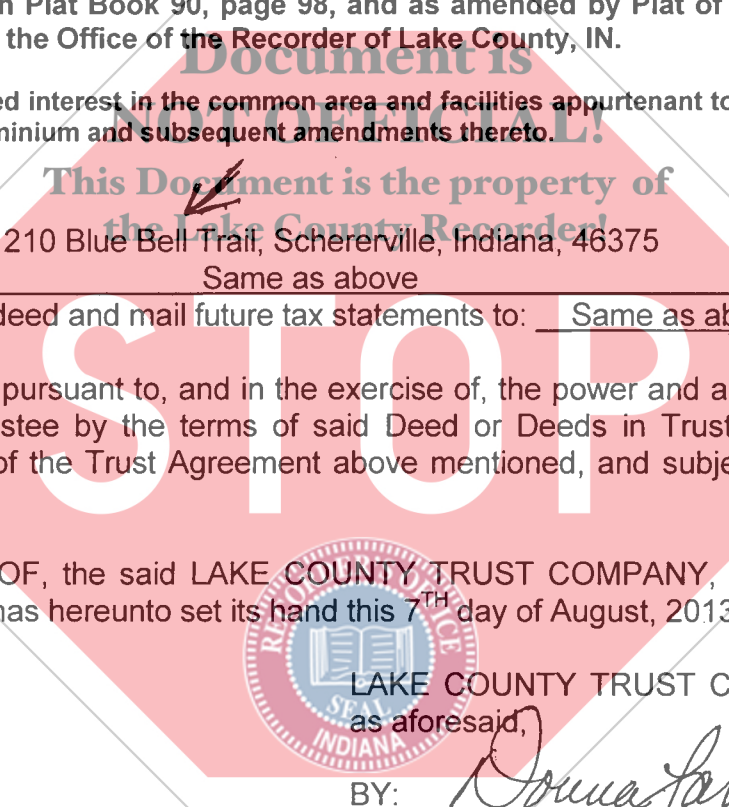 n Plat Book 90, page 98, and as amended by Plat of
the Office of the Recorder of Lake County, IN.
Document is
ed interest in the common area and facilities appurtenant to
NOT OFFICIAL!
minium and subsequent amendments thereto.
This Document is the property of
the Lake County Recorder!
210 Blue Bell Trail, Schererville, Indiana, 46375
Same as above
deed and mail future tax statements to: Same as ab
STOP
pursuant to, and in the exercise of, the power and a
stee by the terms of said Deed or Deeds in Trust
of the Trust Agreement above mentioned, and subje
OF, the said LAKE COUNTY TRUST COMPANY,
has hereunto set its hand this 7TH day of August, 2013
RECORDER'S OFFICE
SEAL
INDIANA
LAKE COUNTY TRUST C
as aforesaid,
BY: Donna